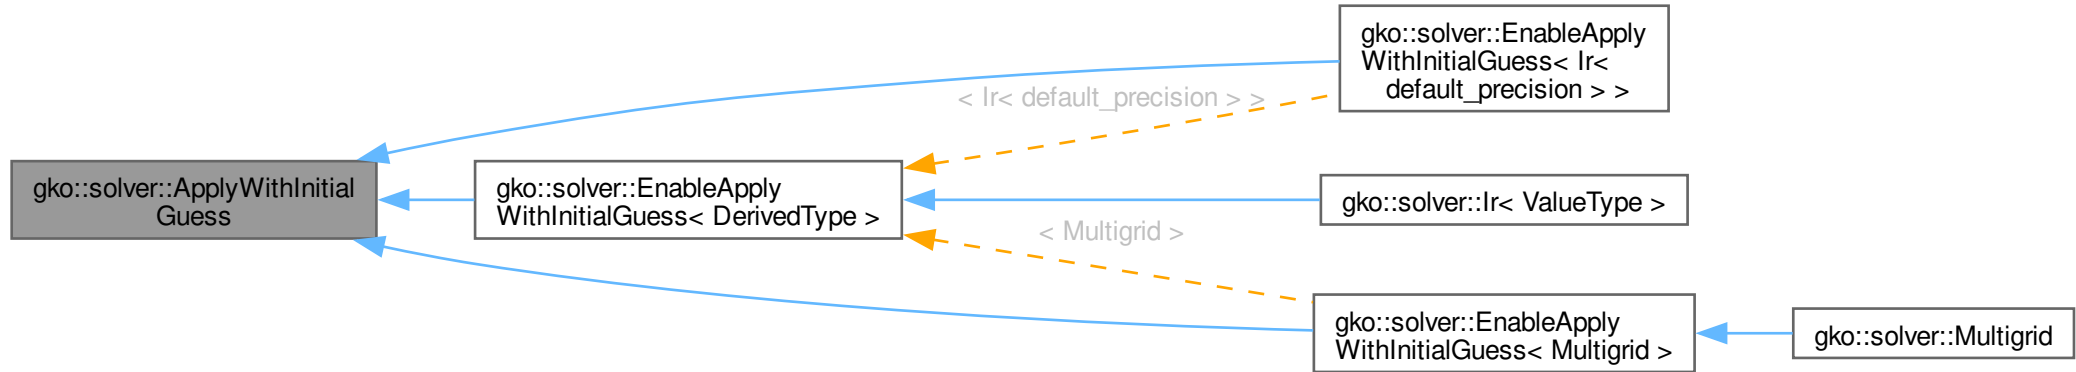 gko::solver::EnableApply
WithInitialGuess< Ir<
default_precision > >
< Ir< default_precision > >
gko::solver::ApplyWithInitial
Guess
gko::solver::EnableApply
WithInitialGuess< DerivedType >
gko::solver::Ir< ValueType >
< Multigrid >
gko::solver::EnableApply
WithInitialGuess< Multigrid >
gko::solver::Multigrid